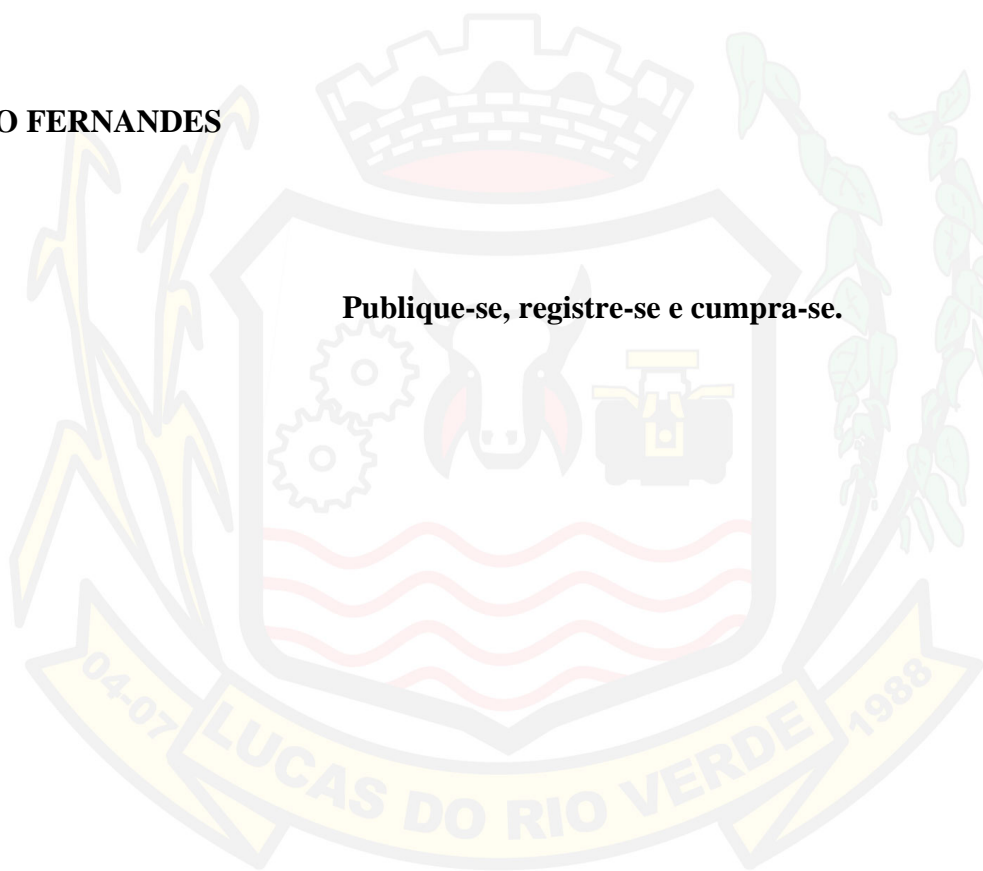 O FERNANDES
Publique-se, registre-se e cumpra-se.
04-07 LUCAS DO RIO VERDE 1988